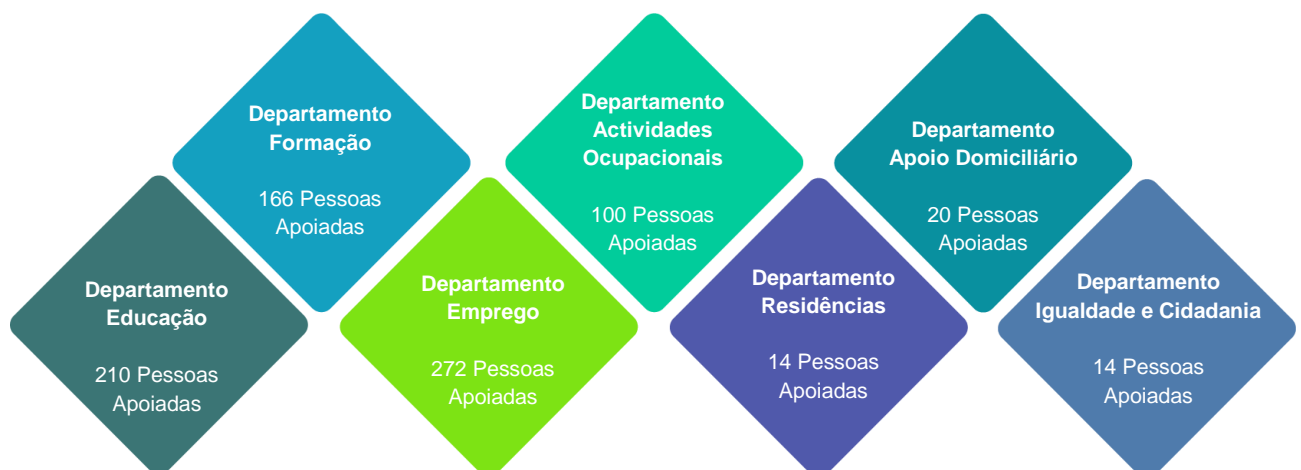 Departamento
Formação
166 Pessoas
Apoiadas
Departamento
Actividades
Ocupacionais
100 Pessoas
Apoiadas
Departamento
Apoio Domiciliário
20 Pessoas
Apoiadas
Departamento
Educação
210 Pessoas
Apoiadas
Departamento
Emprego
272 Pessoas
Apoiadas
Departamento
Residências
14 Pessoas
Apoiadas
Departamento
Igualdade e Cidadania
14 Pessoas
Apoiadas